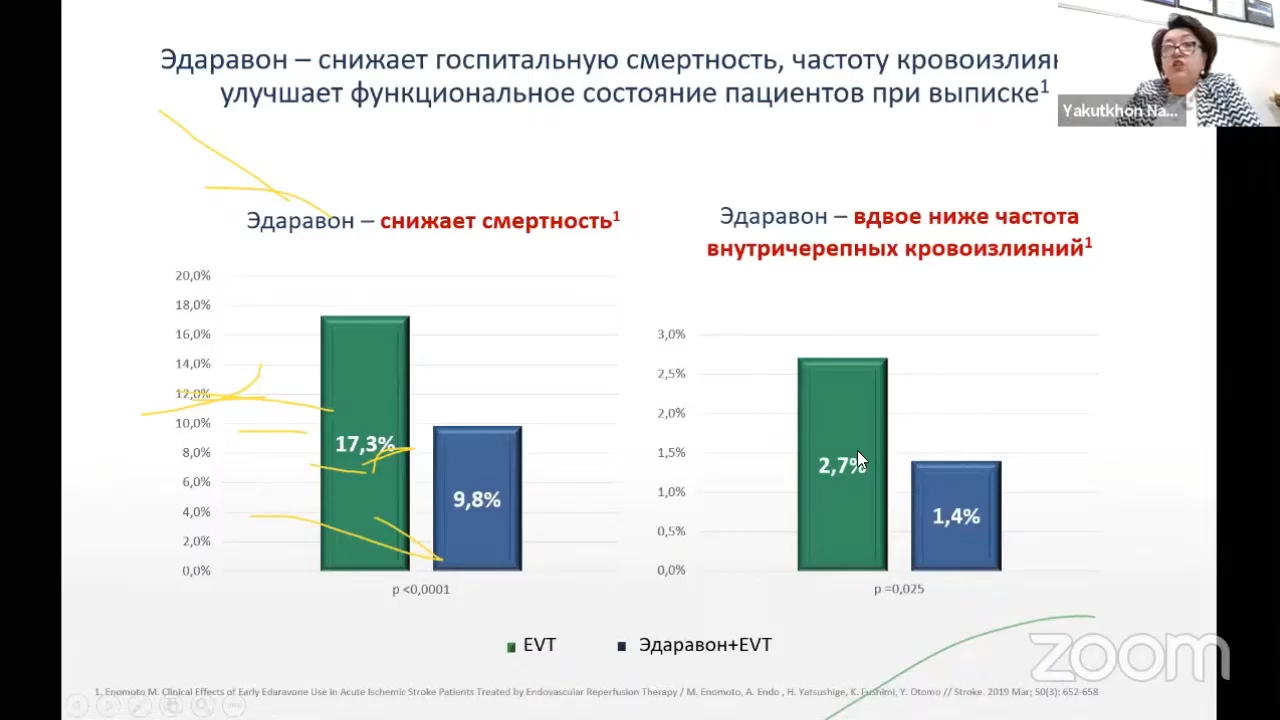 Эдаравон – снижает госпитальную смертность, частоту кровоизлия
улучшает функциональное состояние пациентов при выписке¹
Yakutkhon Na...
Эдаравон – снижает смертность¹
20,0%
18,0%
16,0%
14,0%
12,0%
10,0%
8,0%
6,0%
4,0%
2,0%
0,0%
17,3%
9,8%
p <0,0001
Эдаравон – вдвое ниже частота
внутричерепных кровоизлияний¹
3,0%
2,5%
2,0%
1,5%
1,0%
0,5%
0,0%
2,7%
1,4%
p =0,025
EVT
Эдаравон+EVT
zoom
1. Enomoto M. Clinical Effects of Early Edaravone Use in Acute Ischemic Stroke Patients Treated by Endovascular Reperfusion Therapy / M. Enomoto, A. Endo , H. Yatsushige, K. Fushimi, Y. Otomo // Stroke. 2019 Mar; 50(3): 652-658